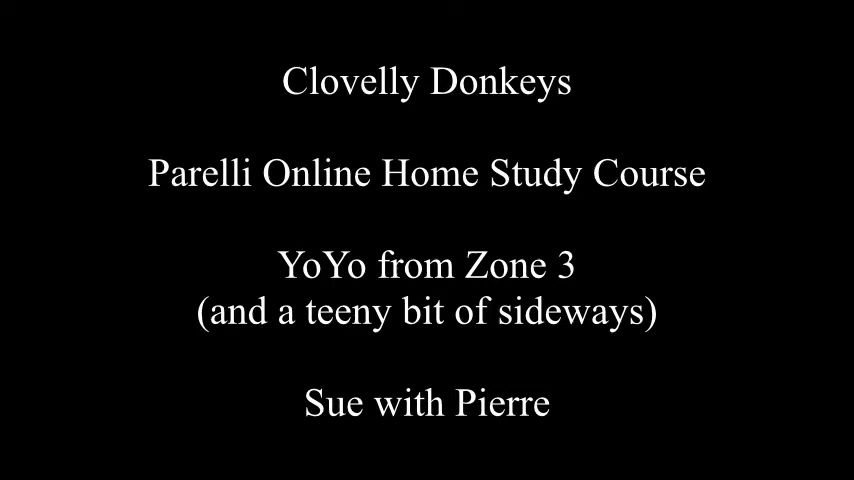 Clovelly Donkeys
Parelli Online Home Study Course
YoYo from Zone 3
(and a teeny bit of sideways)
Sue with Pierre